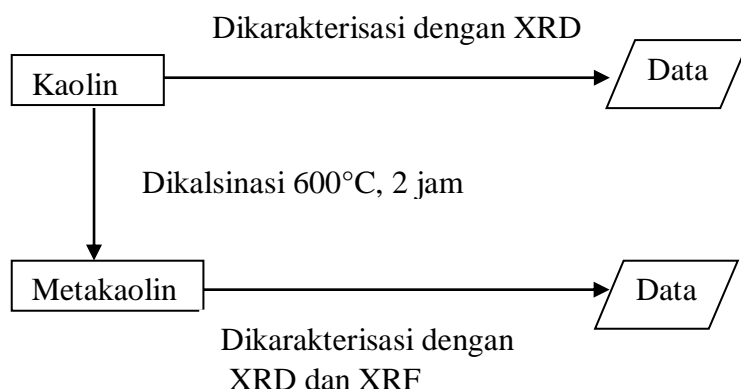 Dikarakterisasi dengan XRD
Kaolin
Data
Dikalsinasi 600°C, 2 jam
Metakaolin
Data
Dikarakterisasi dengan
XRD dan XRF